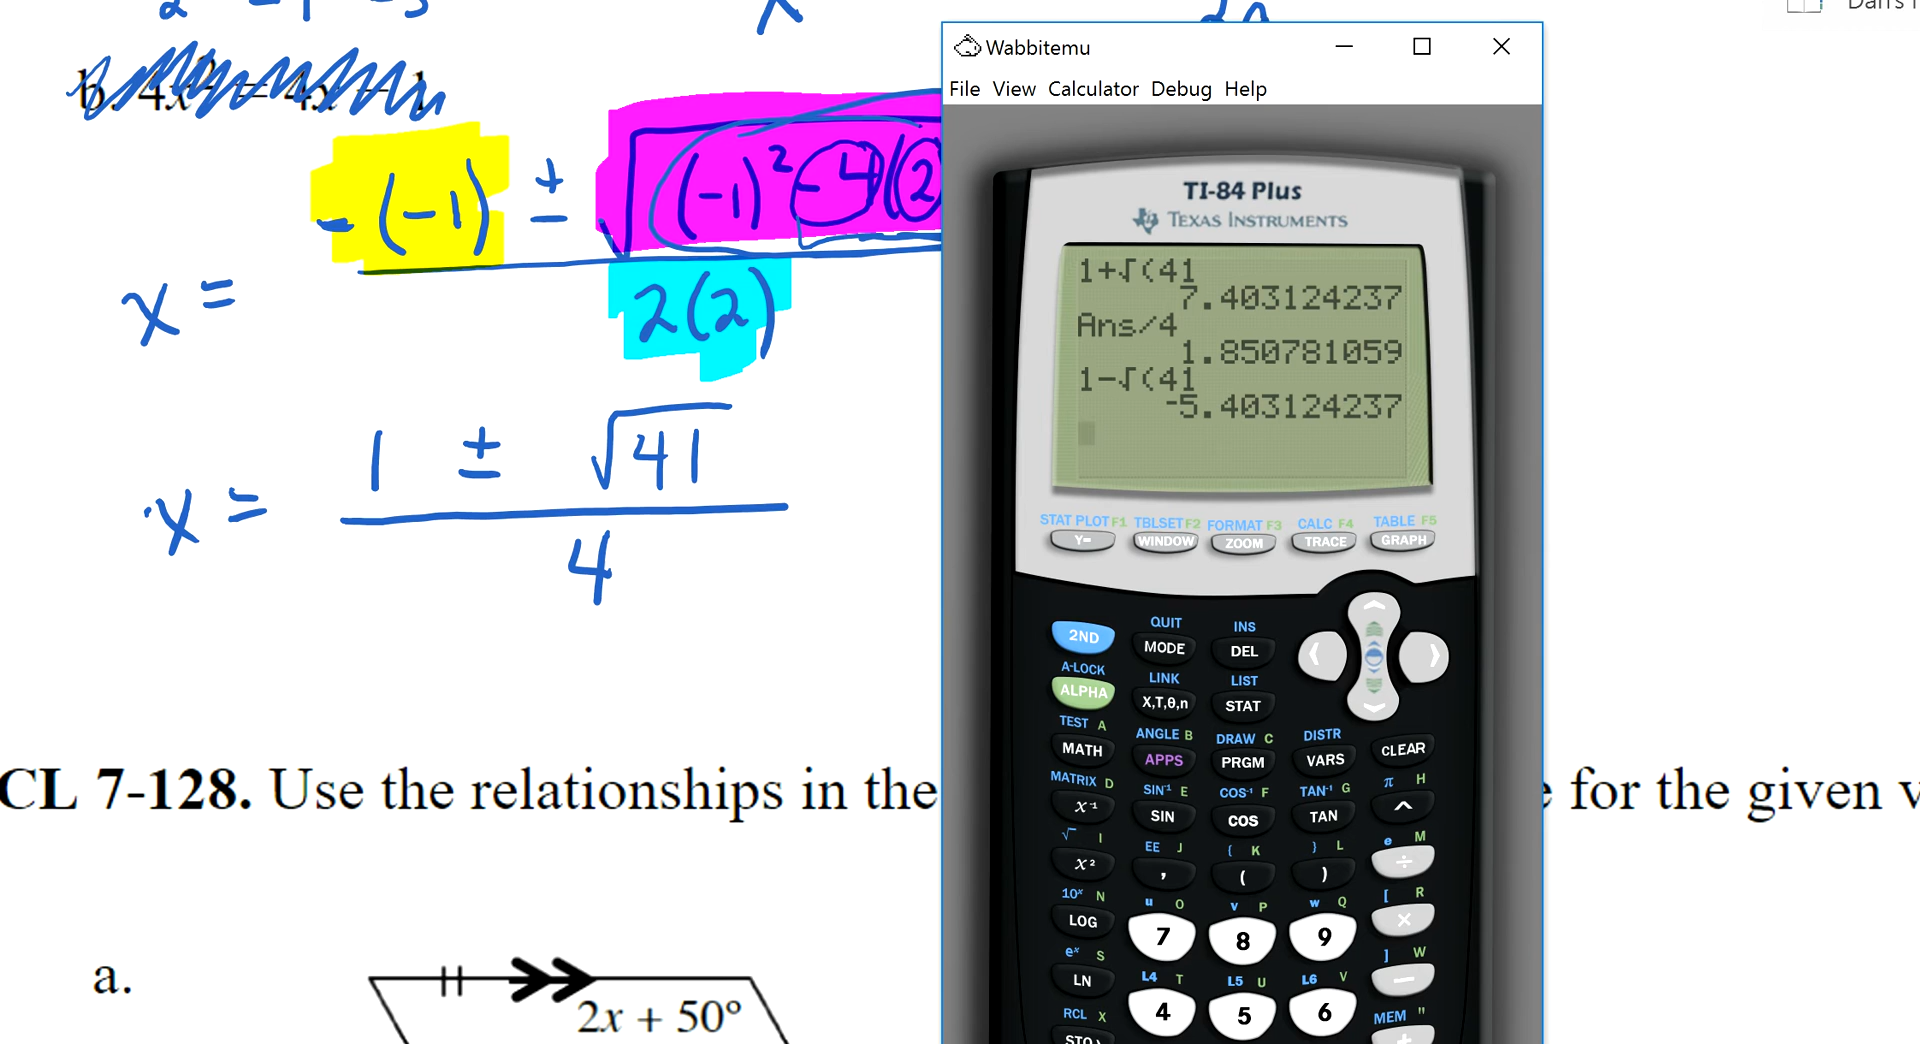 Dan's
b. 4x² = 4x − 1
Wabbitemu
File View Calculator Debug Help
x = -(-1) ± √(-1)² -4(2
2(2)
x = 1 ± √41
4
TI-84 Plus
TEXAS INSTRUMENTS
1+√(41
7.403124237
Ans/4
1.850781059
1-√(41
-5.403124237
STAT PLOT F1 TBLSET F2 FORMAT F3 CALC F4 TABLE F5
Y= WINDOW ZOOM TRACE GRAPH
QUIT INS
2ND MODE DEL
A-LOCK LINK LIST
ALPHA X,T,θ,n STAT
TEST A ANGLE B DRAW C DISTR
MATH APPS PRGM VARS CLEAR
MATRIX D SIN⁻¹ E COS⁻¹ F TAN⁻¹ G π H
x⁻¹ SIN COS TAN ^
√ I EE J { K } L e M
x² , ( ) ÷
10ˣ N u O v P w Q [ R
LOG 7 8 9 ×
eˣ S L4 T L5 U L6 V ] W
LN 4 5 6 −
RCL X MEM "
STO +
CL 7-128. Use the relationships in the
for the given v
a.
2x + 50°